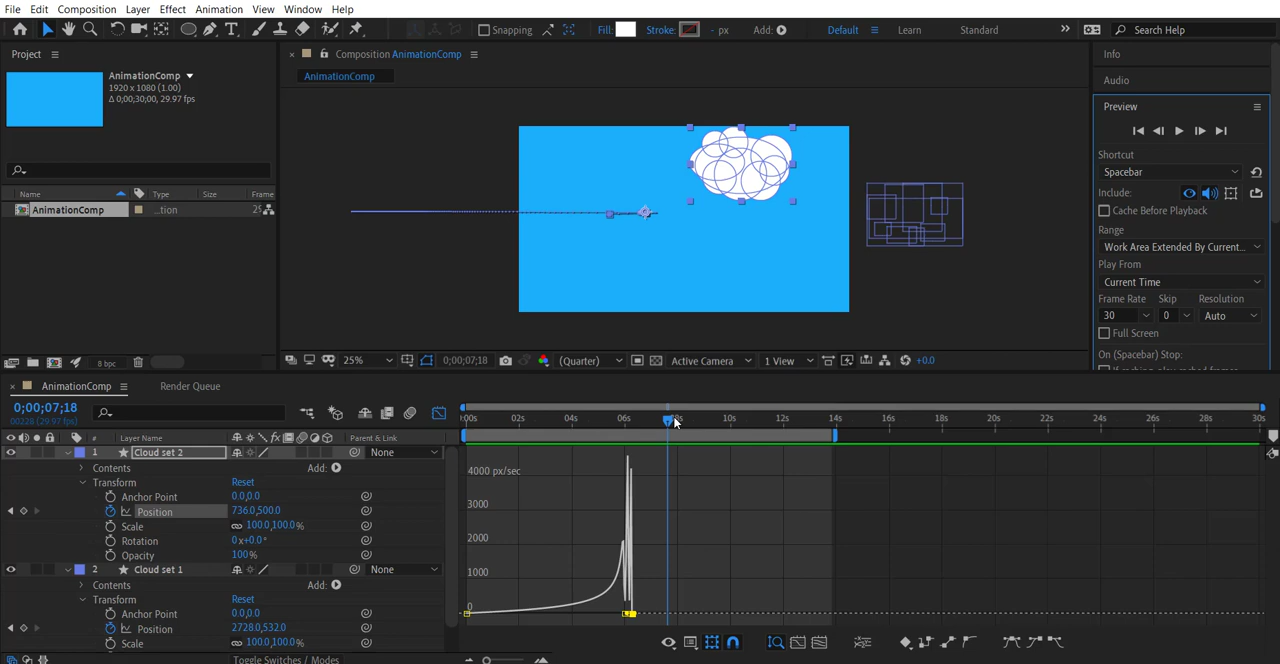 File Edit Composition Layer Effect Animation View Window Help
Snapping Fill: Stroke: - px Add: Default Learn Standard Search Help
Project
AnimationComp
1920 x 1080 (1.00)
Δ 0;00;30;00, 29.97 fps
Name Type Size Frame
AnimationComp ...tion 29
8 bpc
Composition AnimationComp
AnimationComp
25% 0;00;07;18 (Quarter) Active Camera 1 View +0.0
Info
Audio
Preview
Shortcut
Spacebar
Include:
Cache Before Playback
Range
Work Area Extended By Current...
Play From
Current Time
Frame Rate Skip Resolution
30 0 Auto
Full Screen
On (Spacebar) Stop:
AnimationComp Render Queue
0;00;07;18
00228 (29.97 fps)
# Layer Name Parent & Link
1 Cloud set 2 None
Contents Add:
Transform Reset
Anchor Point 0.0,0.0
Position 736.0,500.0
Scale 100.0,100.0%
Rotation 0x+0.0°
Opacity 100%
2 Cloud set 1 None
Contents Add:
Transform Reset
Anchor Point 0.0,0.0
Position 2728.0,532.0
Scale 100.0,100.0%
Toggle Switches / Modes
:00s 02s 04s 06s 8s 10s 12s 14s 16s 18s 20s 22s 24s 26s 28s 30s
4000 px/sec
3000
2000
1000
0